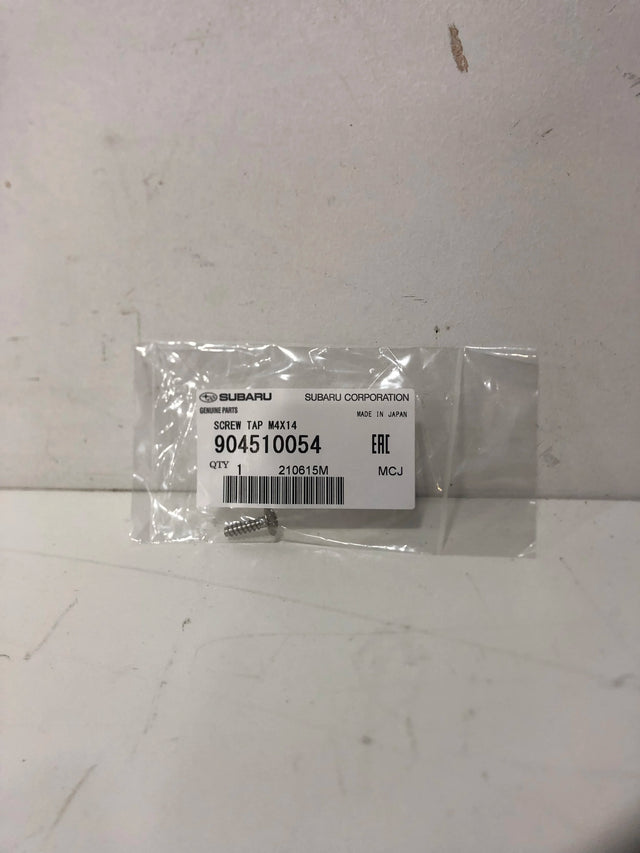 SUBARU SUBARU CORPORATION
GENUINE PARTS MADE IN JAPAN
SCREW TAP M4X14
904510054 EAC
QTY 1 210615M MCJ